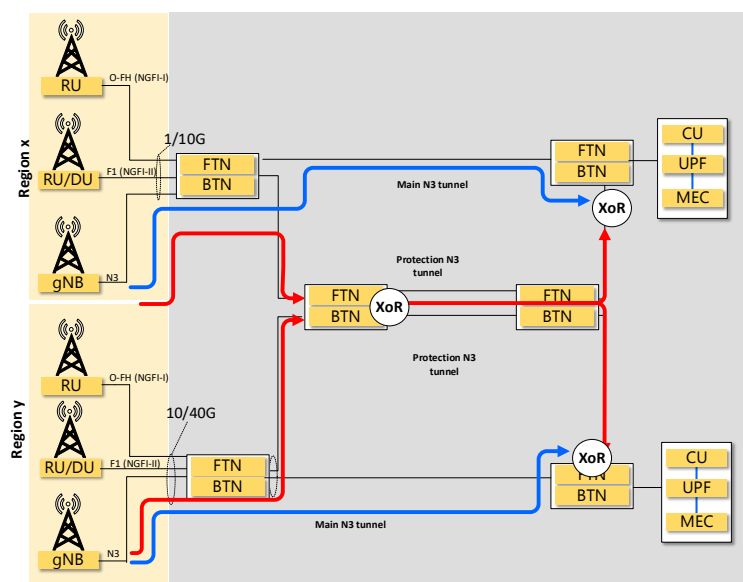 Region x
RU
O-FH (NGFI-I)
1/10G
RU/DU
F1 (NGFI-II)
FTN
BTN
gNB
N3
Main N3 tunnel
FTN
BTN
XoR
CU
UPF
MEC
Protection N3
tunnel
FTN
BTN
XoR
FTN
BTN
Protection N3
tunnel
Region y
RU
O-FH (NGFI-I)
10/40G
RU/DU
F1 (NGFI-II)
FTN
BTN
gNB
N3
Main N3 tunnel
XoR
FTN
BTN
CU
UPF
MEC